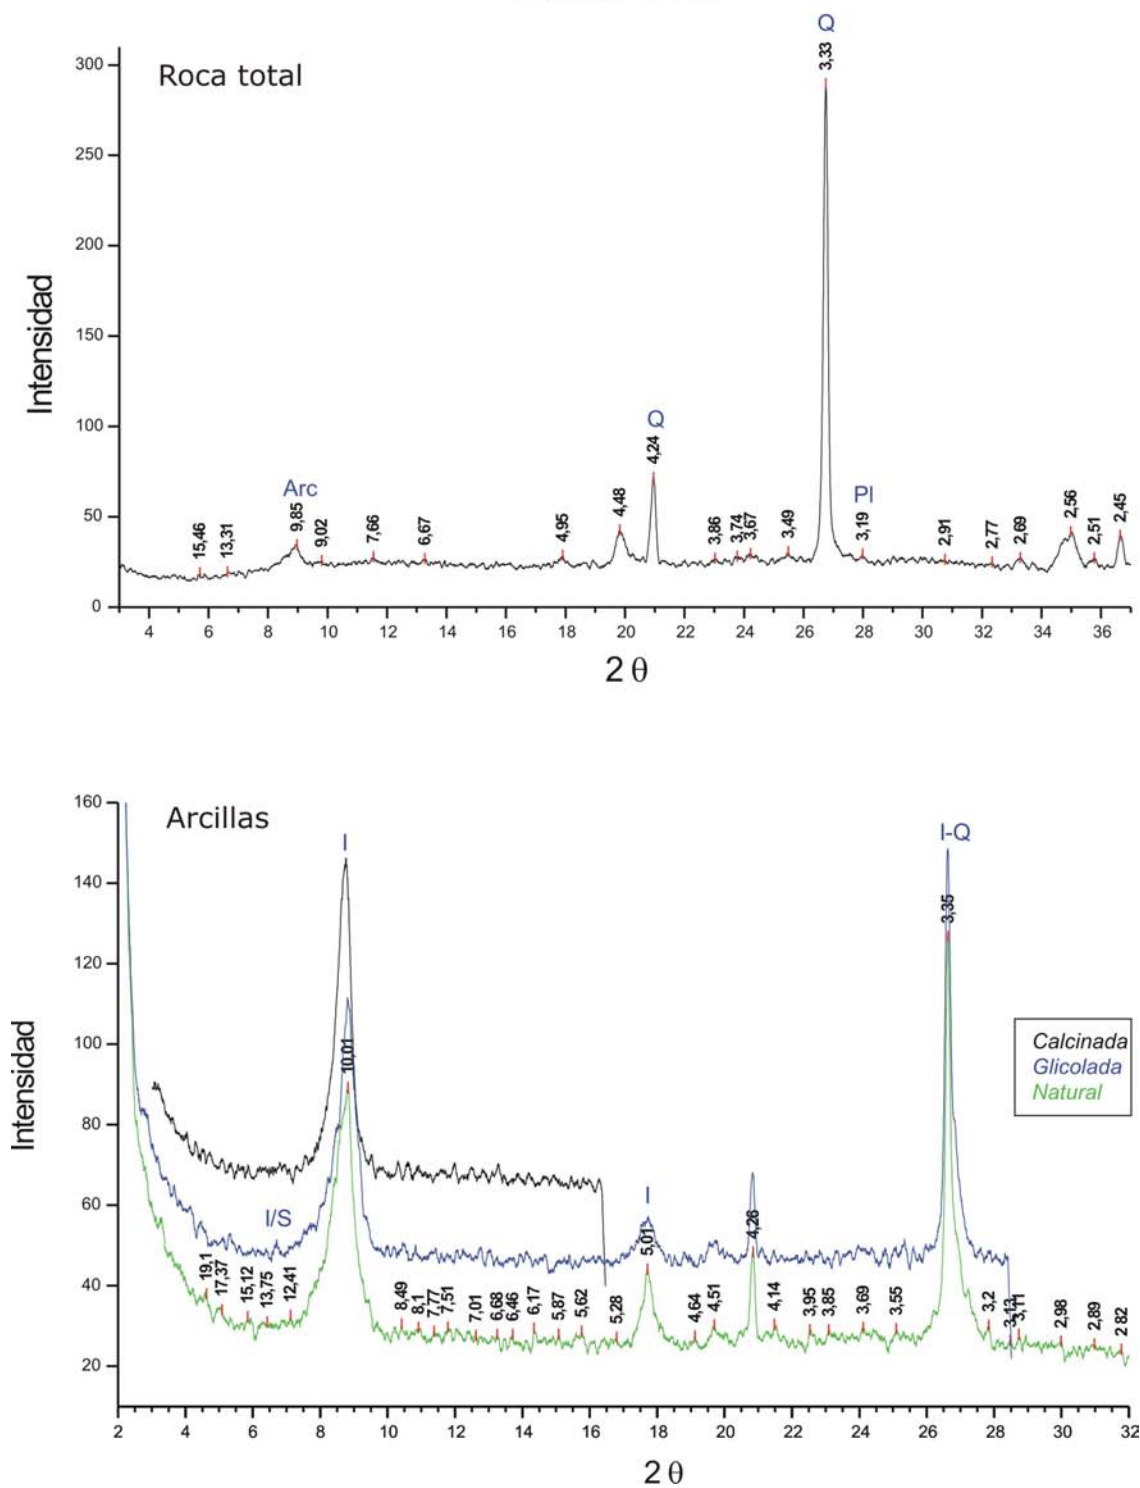 Q
3,33
300
Roca total
250
200
Intensidad
150
100
Q
4,24
Arc
Pl
50
15,46 13,31 9,85 9,02 7,66 6,67 4,95 4,48 3,86 3,74 3,67 3,49 3,19 2,91 2,77 2,69 2,56 2,51 2,45
0
4 6 8 10 12 14 16 18 20 22 24 26 28 30 32 34 36
2 θ
160
Arcillas
I
I-Q
140
3,35
120
Intensidad
100
10,01
Calcinada
Glicolada
Natural
80
60
I/S
I
5,01
4,26
40
19,1 17,37 15,12 13,75 12,41 8,49 8,1 7,77 7,51 7,01 6,68 6,46 6,17 5,87 5,62 5,28 4,64 4,51 4,14 3,95 3,85 3,69 3,55 3,2 3,13 3,11 2,98 2,89 2 82
20
2 4 6 8 10 12 14 16 18 20 22 24 26 28 30 32
2 θ